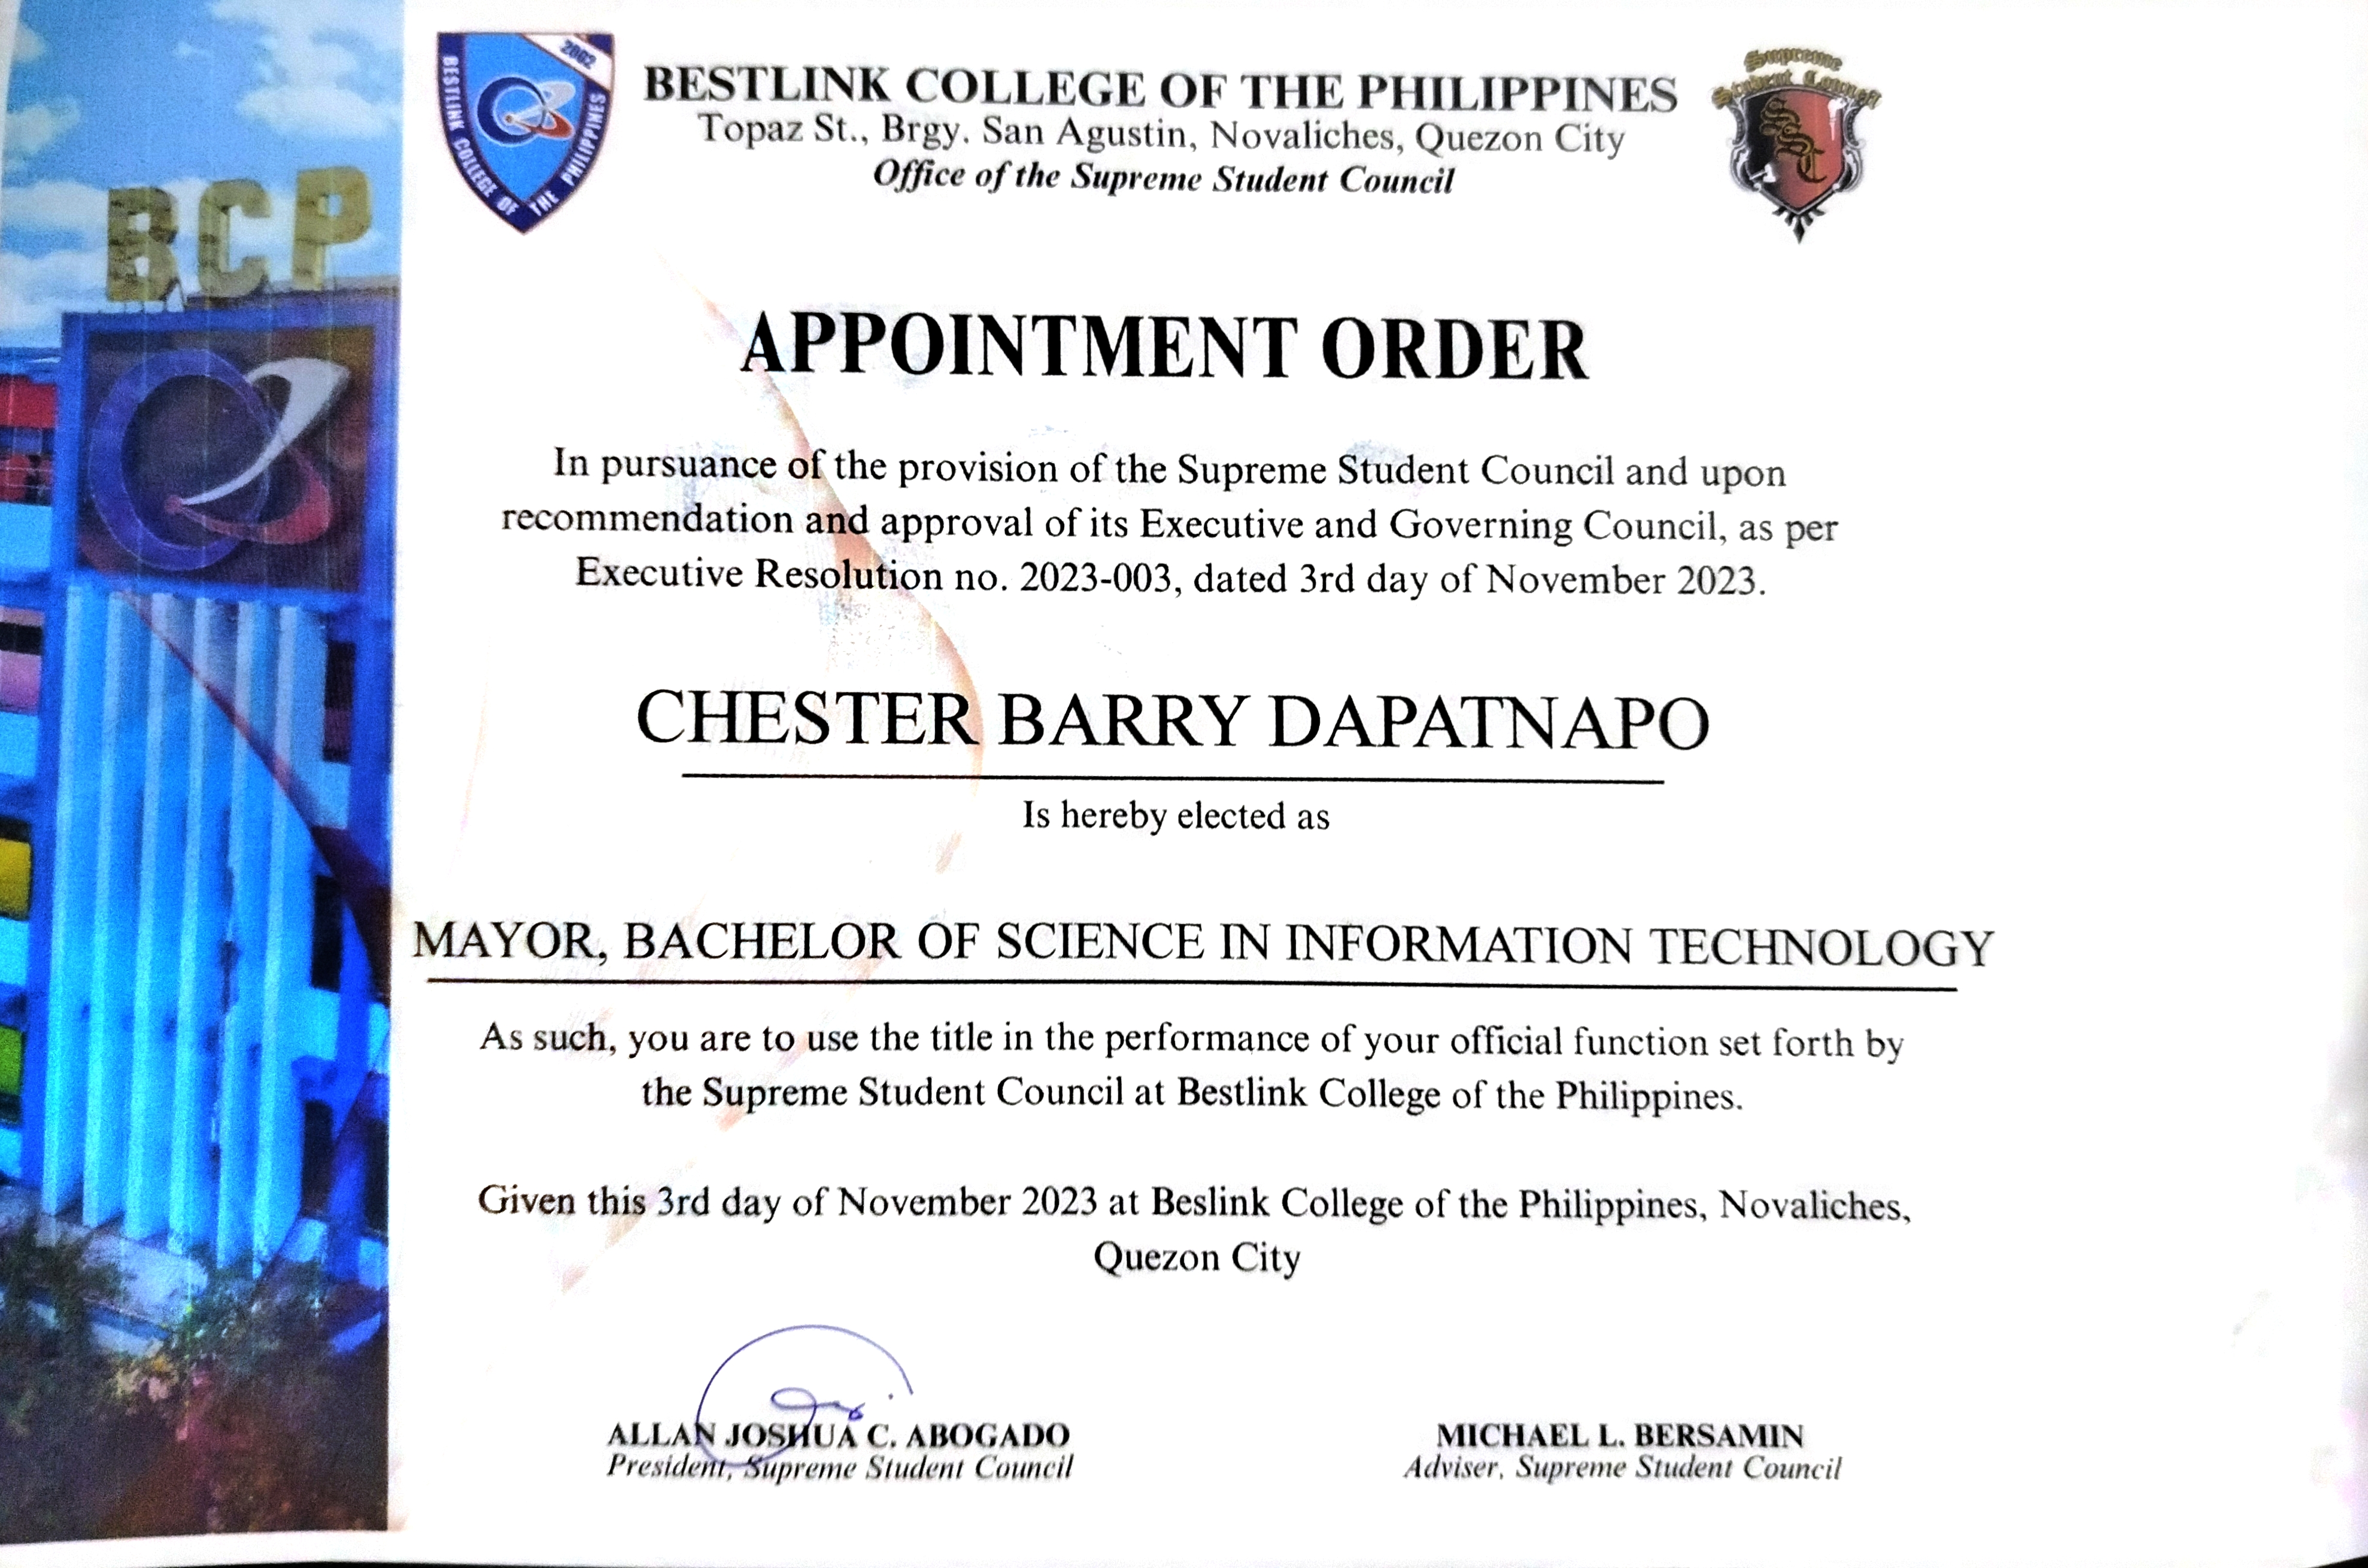 2002
BESTLINK COLLEGE OF THE PHILIPPINES
BESTLINK COLLEGE OF THE PHILIPPINES
Topaz St., Brgy. San Agustin, Novaliches, Quezon City
Office of the Supreme Student Council
Supreme
Student Council
SSC
BCP
APPOINTMENT ORDER
In pursuance of the provision of the Supreme Student Council and upon
recommendation and approval of its Executive and Governing Council, as per
Executive Resolution no. 2023-003, dated 3rd day of November 2023.
CHESTER BARRY DAPATNAPO
Is hereby elected as
MAYOR, BACHELOR OF SCIENCE IN INFORMATION TECHNOLOGY
As such, you are to use the title in the performance of your official function set forth by
the Supreme Student Council at Bestlink College of the Philippines.
Given this 3rd day of November 2023 at Beslink College of the Philippines, Novaliches,
Quezon City
ALLAN JOSHUA C. ABOGADO
President, Supreme Student Council
MICHAEL L. BERSAMIN
Adviser, Supreme Student Council